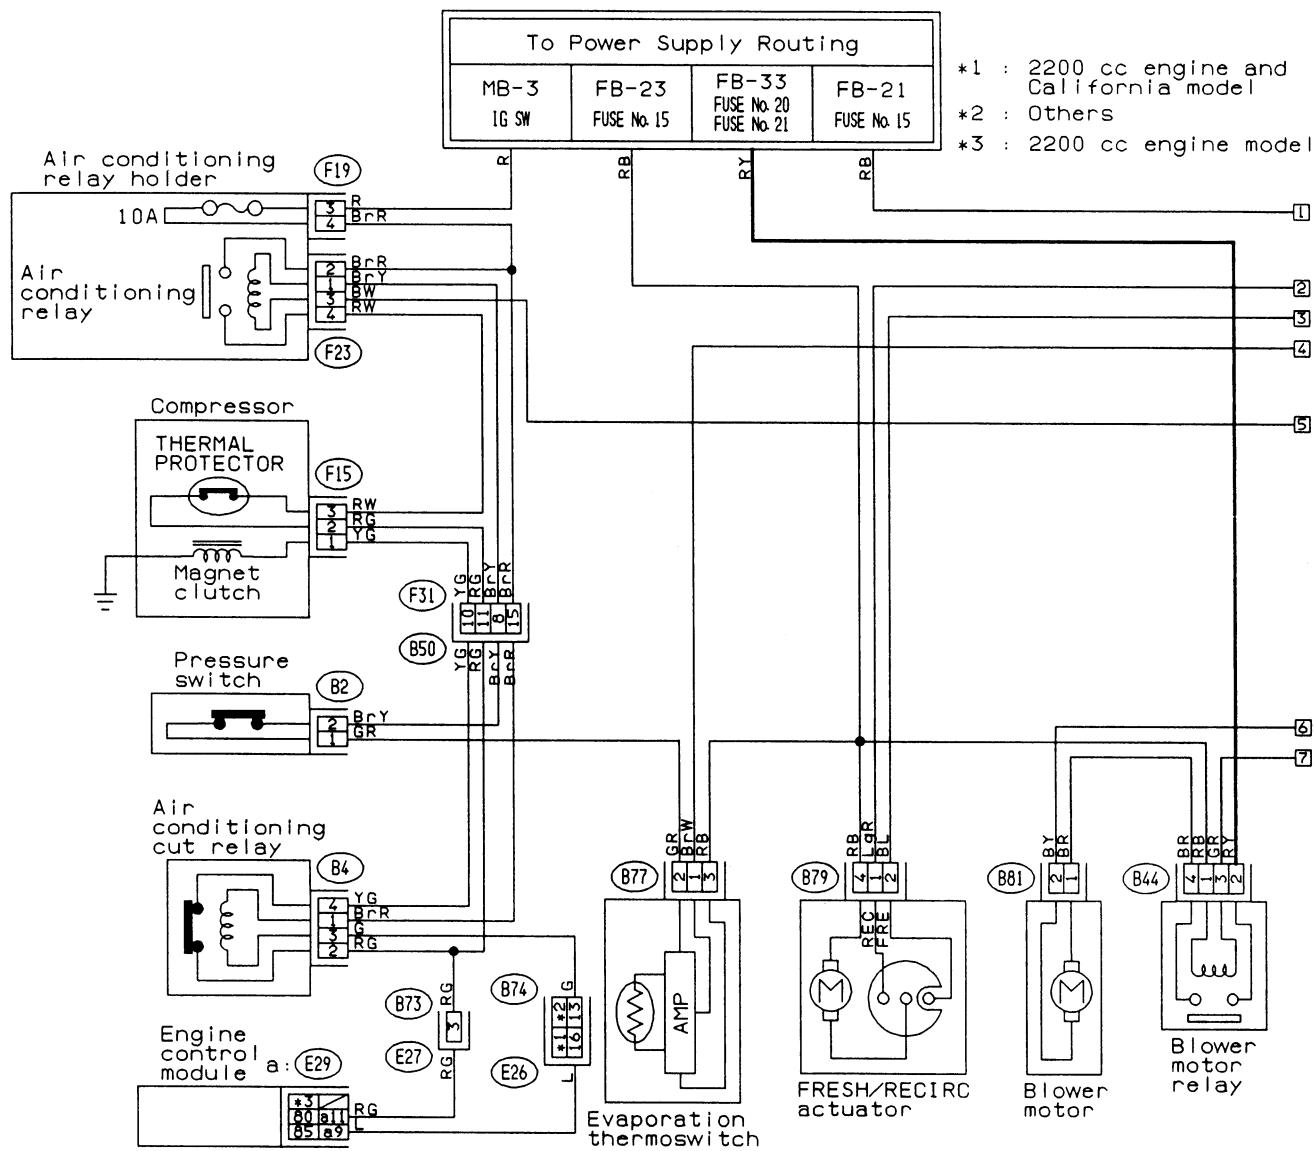 To Power Supply Routing
MB-3
IG SW
FB-23
FUSE No. 15
FB-33
FUSE No. 20
FUSE No. 21
FB-21
FUSE No. 15
*1 : 2200 cc engine and
California model
*2 : Others
*3 : 2200 cc engine model
R
RB
RY
RB
Air conditioning
relay holder
F19
10A
3 R
4 BrR
Air
conditioning
relay
2 BrR
1 BrY
3 BW
4 RW
F23
1
2
3
4
5
Compressor
THERMAL
PROTECTOR
F15
3 RW
2 RG
1 YG
Magnet
clutch
YG RG BrY BrR
F31
10 11 8 15
B50
YG RG BrY BrR
Pressure
switch
B2
2 BrY
1 GR
6
7
Air
conditioning
cut relay
B4
4 YG
1 BrR
3 G
2 RG
GR BrW RB
B77
2 1 3
AMP
Evaporation
thermoswitch
RB LgR BL
B79
4 1 2
REC FRE
M
FRESH/RECIRC
actuator
BY BR
B81
2 1
M
Blower
motor
BR RB GR RY
B44
4 1 3 2
Blower
motor
relay
RG
B73
3
E27
RG
G
B74
*2 13
*1 16
E26
L
Engine
control
module
a: E29
*3
80 a11 RG
85 a9 L